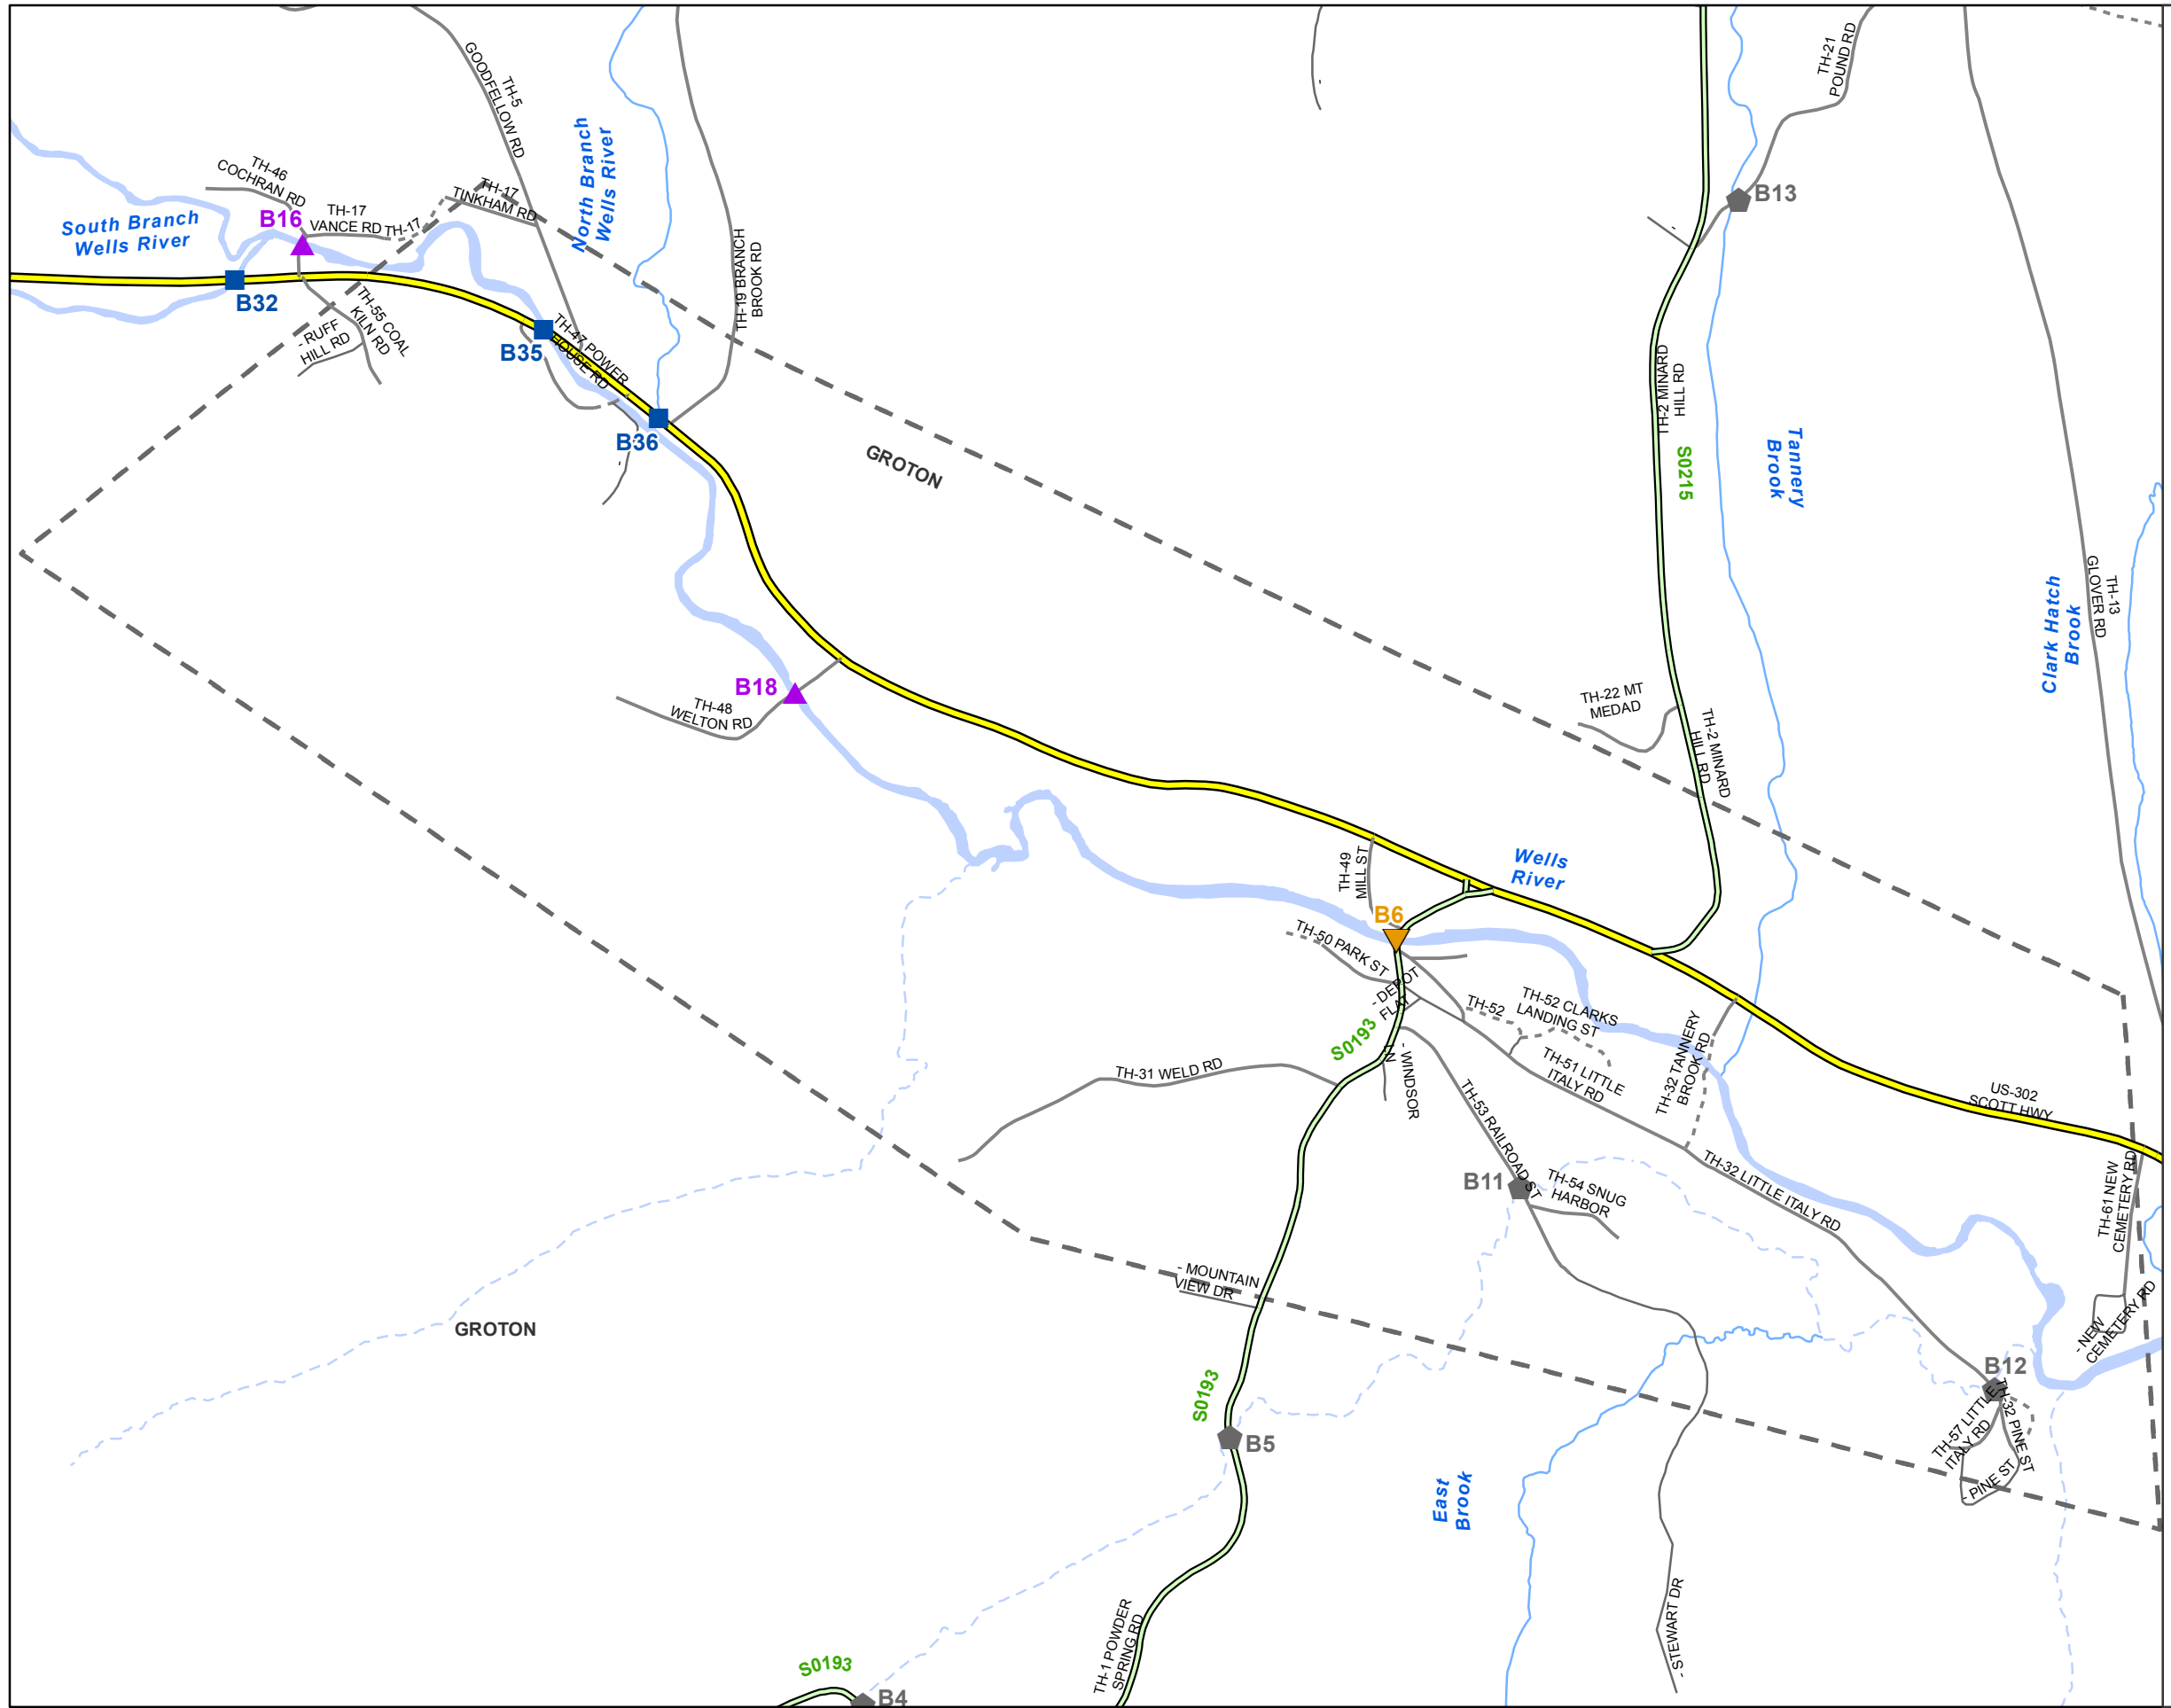 TH-5
GOODFELLOW RD
North Branch
Wells River
TH-21
POUND RD
B13
TH-46
COCHRAN RD
South Branch
Wells River
B16
TH-17
VANCE RD
TH-17
TH-17
TINKHAM RD
TH-19 BRANCH
BROOK RD
B32
TH-55 COAL
KILN RD
- RUFF
HILL RD
B35
TH-47 POWER
HOUSE RD
B36
-
-
-
GROTON
TH-2 MINARD
HILL RD
S0215
Tannery
Brook
TH-13
GLOVER RD
Clark Hatch
Brook
B18
TH-48
WELTON RD
TH-22 MT
MEDAD
TH-2 MINARD
HILL RD
TH-49
MILL ST
Wells
River
B6
TH-50 PARK ST
- DEPOT
FLAT
S0193
TH-52
TH-52 CLARKS
LANDING ST
TH-51 LITTLE
ITALY RD
TH-32 TANNERY
BROOK RD
US-302
SCOTT HWY
TH-31 WELD RD
- WINDSOR
LN
TH-53 RAILROAD ST
B11
TH-54 SNUG
HARBOR
TH-32 LITTLE ITALY RD
TH-61 NEW
CEMETERY RD
- MOUNTAIN
VIEW DR
GROTON
- NEW
CEMETERY RD
B12
TH-57 LITTLE
ITALY RD
TH-32 PINE ST
- PINE ST
S0193
B5
East
Brook
- STEWART DR
TH-1 POWDER
SPRING RD
S0193
B4